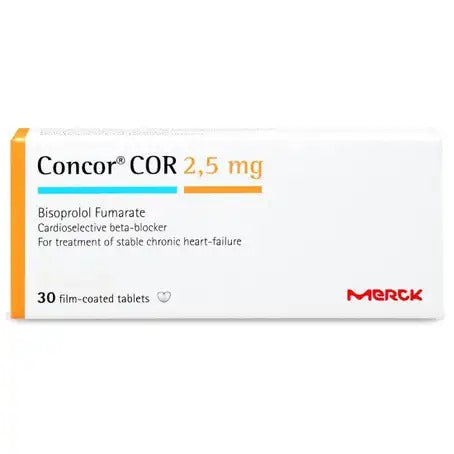 Concor® COR 2,5 mg
Bisoprolol Fumarate
Cardioselective beta-blocker
For treatment of stable chronic heart-failure
30 film-coated tablets
MERCK